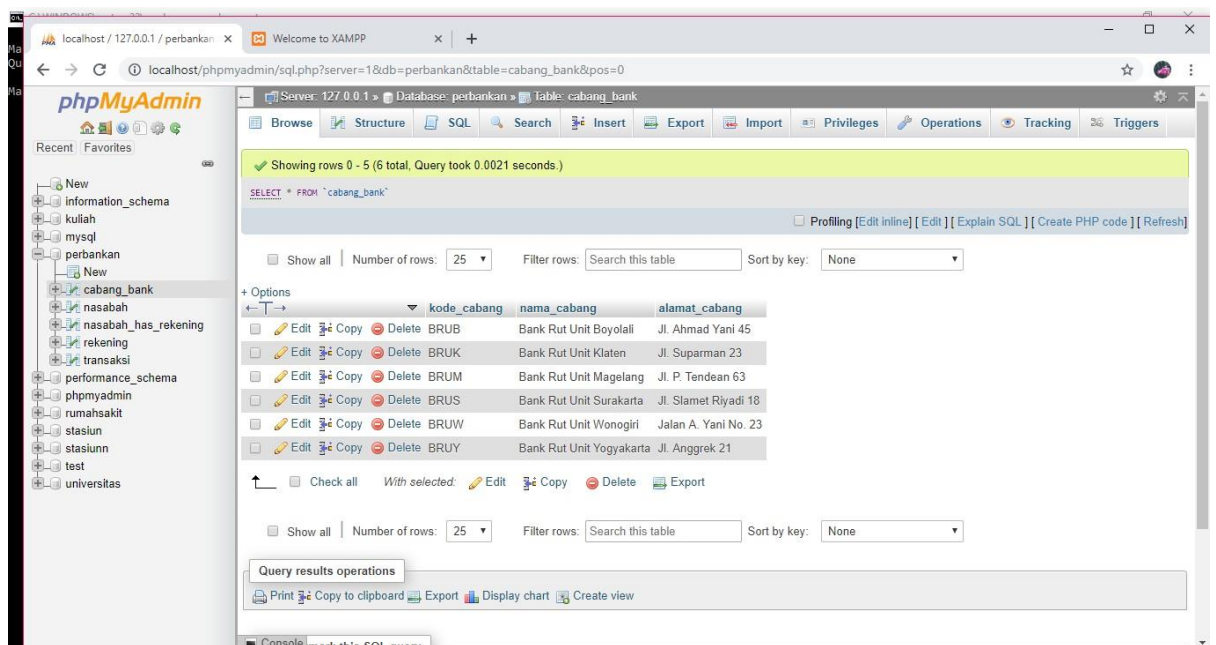 localhost / 127.0.0.1 / perbankan
Welcome to XAMPP
localhost/phpmyadmin/sql.php?server=1&db=perbankan&table=cabang_bank&pos=0
Ma
Qu
Ma
phpMyAdmin
Recent Favorites
New
information_schema
kuliah
mysql
perbankan
New
cabang_bank
nasabah
nasabah_has_rekening
rekening
transaksi
performance_schema
phpmyadmin
rumahsakit
stasiun
stasiunn
test
universitas
Server: 127.0.0.1 » Database: perbankan » Table: cabang_bank
Browse Structure SQL Search Insert Export Import Privileges Operations Tracking Triggers
Showing rows 0 - 5 (6 total, Query took 0.0021 seconds.)
SELECT * FROM `cabang_bank`
Profiling [Edit inline] [ Edit ] [ Explain SQL ] [ Create PHP code ] [ Refresh]
Show all | Number of rows: 25 Filter rows: Search this table Sort by key: None
+ Options
←T→ kode_cabang nama_cabang alamat_cabang
Edit Copy Delete BRUB Bank Rut Unit Boyolali Jl. Ahmad Yani 45
Edit Copy Delete BRUK Bank Rut Unit Klaten Jl. Suparman 23
Edit Copy Delete BRUM Bank Rut Unit Magelang Jl. P. Tendean 63
Edit Copy Delete BRUS Bank Rut Unit Surakarta Jl. Slamet Riyadi 18
Edit Copy Delete BRUW Bank Rut Unit Wonogiri Jalan A. Yani No. 23
Edit Copy Delete BRUY Bank Rut Unit Yogyakarta Jl. Anggrek 21
Check all With selected: Edit Copy Delete Export
Show all | Number of rows: 25 Filter rows: Search this table Sort by key: None
Query results operations
Print Copy to clipboard Export Display chart Create view
Console